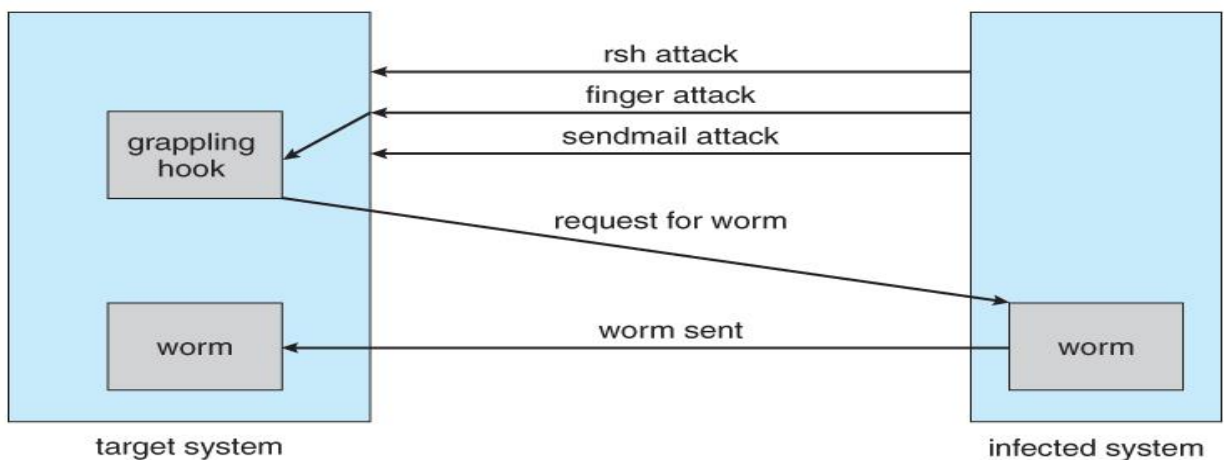 rsh attack
finger attack
sendmail attack
grappling
hook
request for worm
worm sent
worm
worm
target system
infected system